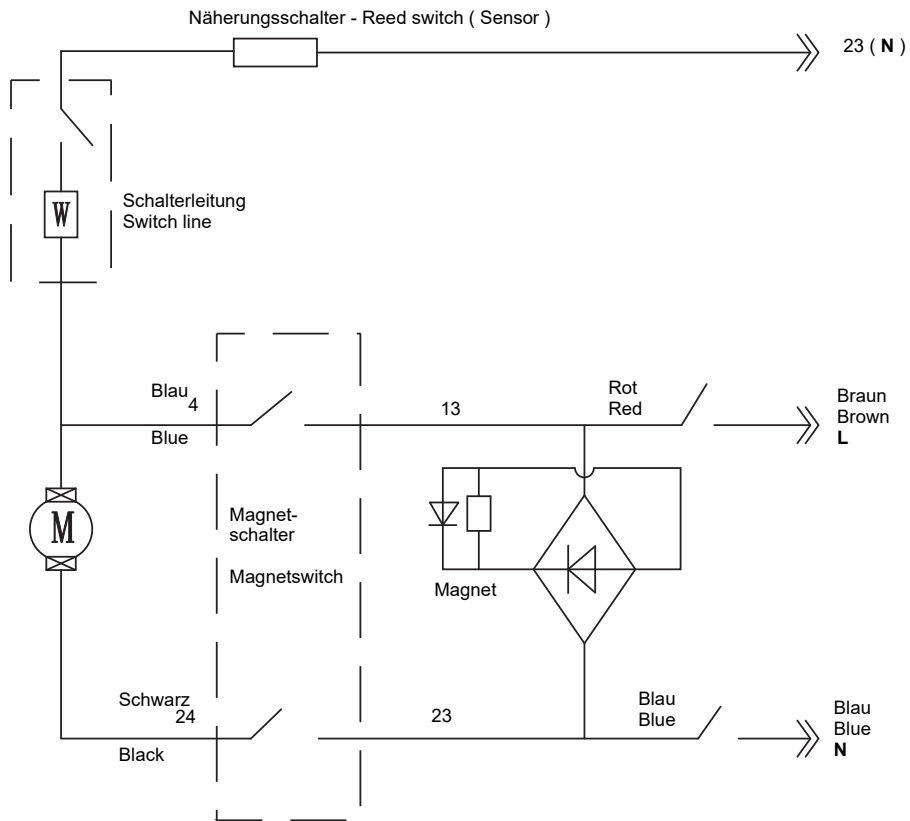 Näherungsschalter - Reed switch ( Sensor )
23 ( N )
W
Schalterleitung
Switch line
Blau
4
Blue
13
Rot
Red
Braun
Brown
L
M
Magnet-
schalter
Magnetswitch
Magnet
Schwarz
24
Black
23
Blau
Blue
Blau
Blue
N